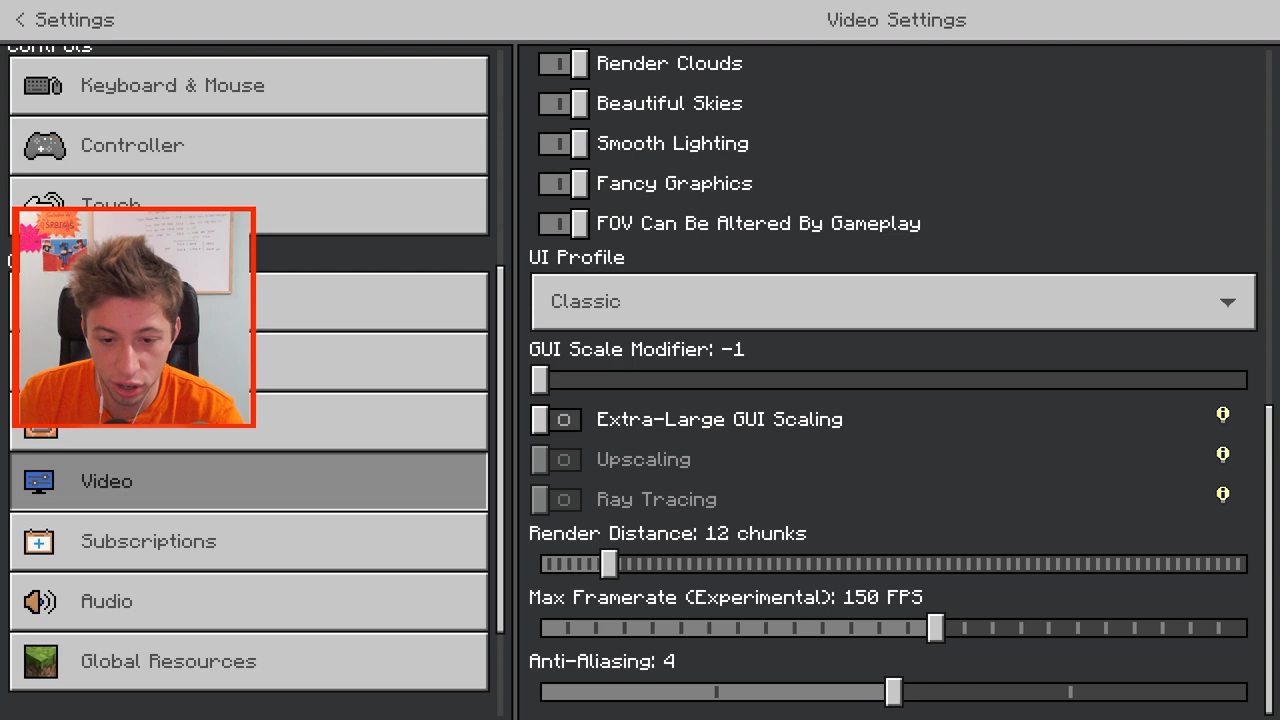 Settings
Video Settings
Controls
Keyboard & Mouse
Controller
Touch
Video
Subscriptions
Audio
Global Resources
Render Clouds
Beautiful Skies
Smooth Lighting
Fancy Graphics
FOV Can Be Altered By Gameplay
UI Profile
Classic
GUI Scale Modifier: -1
Extra-Large GUI Scaling
Upscaling
Ray Tracing
Render Distance: 12 chunks
Max Framerate (Experimental): 150 FPS
Anti-Aliasing: 4